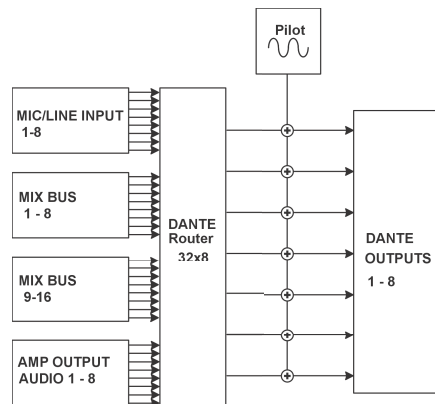 Pilot
MIC/LINE INPUT
1-8
MIX BUS
1 - 8
MIX BUS
9-16
AMP OUTPUT
AUDIO 1 - 8
DANTE
Router
32x8
DANTE
OUTPUTS
1 - 8